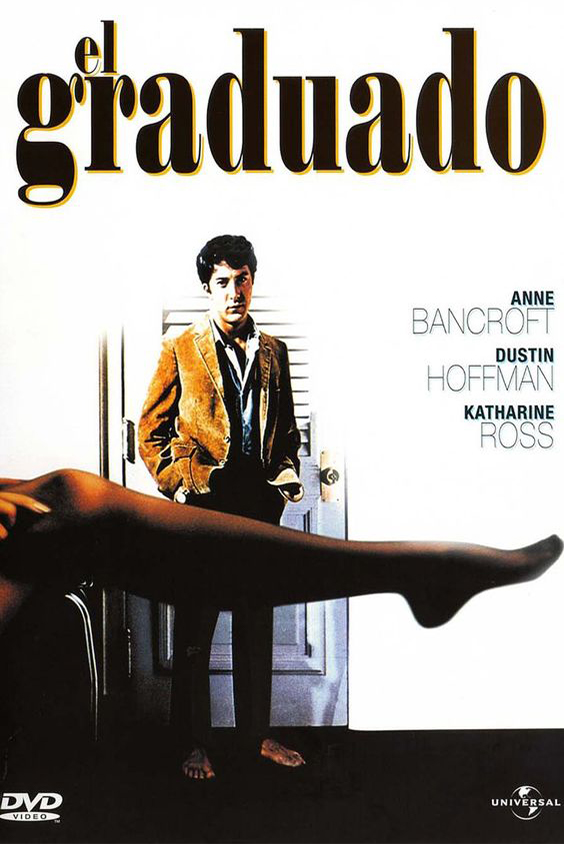 el
graduado
ANNE
BANCROFT
DUSTIN
HOFFMAN
KATHARINE
ROSS
DVD
VIDEO
UNIVERSAL